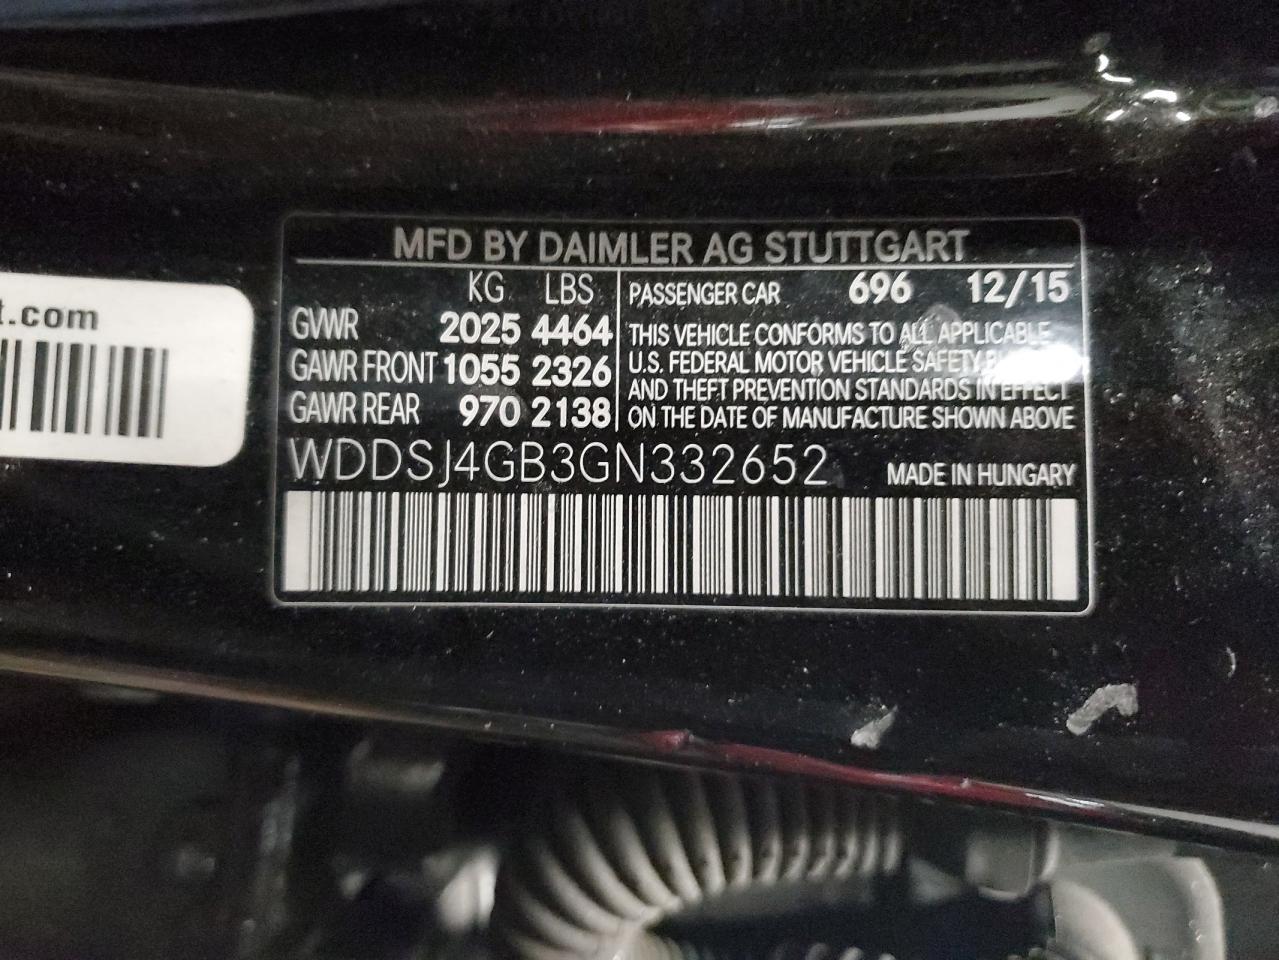 MFD BY DAIMLER AG STUTTGART
KG LBS
GVWR 2025 4464
GAWR FRONT 1055 2326
GAWR REAR 970 2138
PASSENGER CAR 696 12/15
THIS VEHICLE CONFORMS TO ALL APPLICABLE
U.S. FEDERAL MOTOR VEHICLE SAFETY
AND THEFT PREVENTION STANDARDS IN EFFECT
ON THE DATE OF MANUFACTURE SHOWN ABOVE
WDDSJ4GB3GN332652 MADE IN HUNGARY
t.com